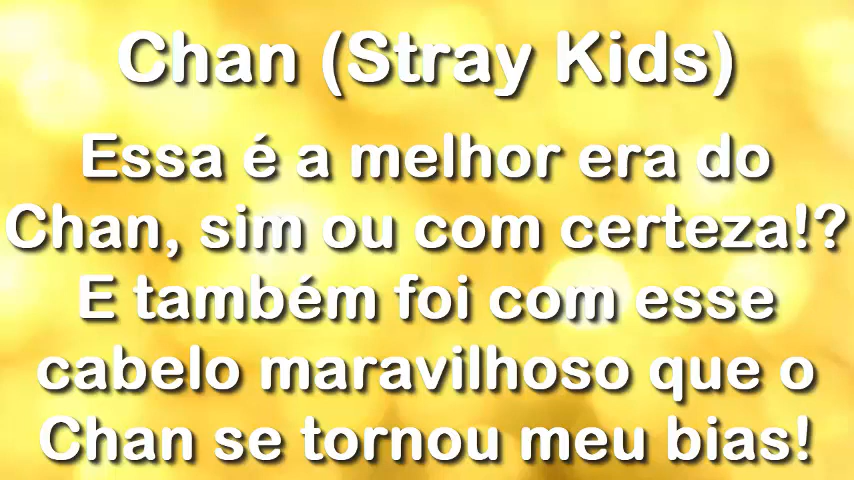 Chan (Stray Kids)
Essa é a melhor era do
Chan, sim ou com certeza!?
E também foi com esse
cabelo maravilhoso que o
Chan se tornou meu bias!